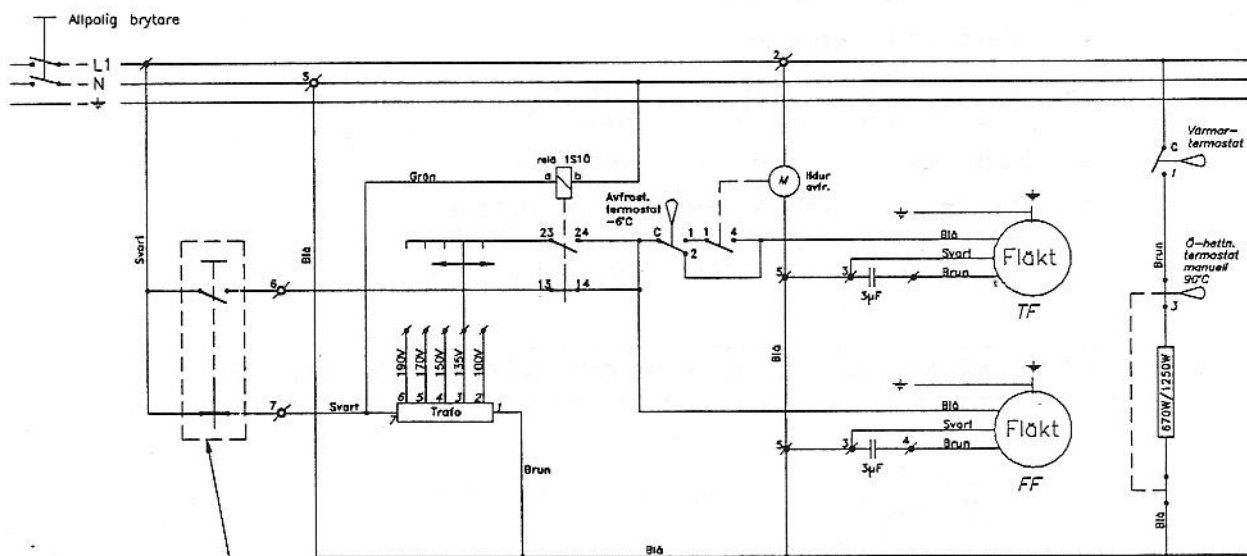 Allpolig brytare
L1
N
2
5
C
Värmar-
termostat
1
relä 1S10
Grön
a
b
M
Kldur
avfr.
Avfrost.
termostat
-6°C
Svart
Blå
23
24
C
1
1
4
2
Blå
Svart
Brun
Fläkt
TF
Brun
Ö-hettn.
termostat
manuell
90°C
6
13
14
5
3
3µF
3
190V
170V
150V
135V
100V
Blå
670W/1250W
6
5
4
3
2
7
Svart
Trafo
1
7
Blå
Svart
Brun
Fläkt
FF
5
3
4
3µF
Brun
Blå
Blå